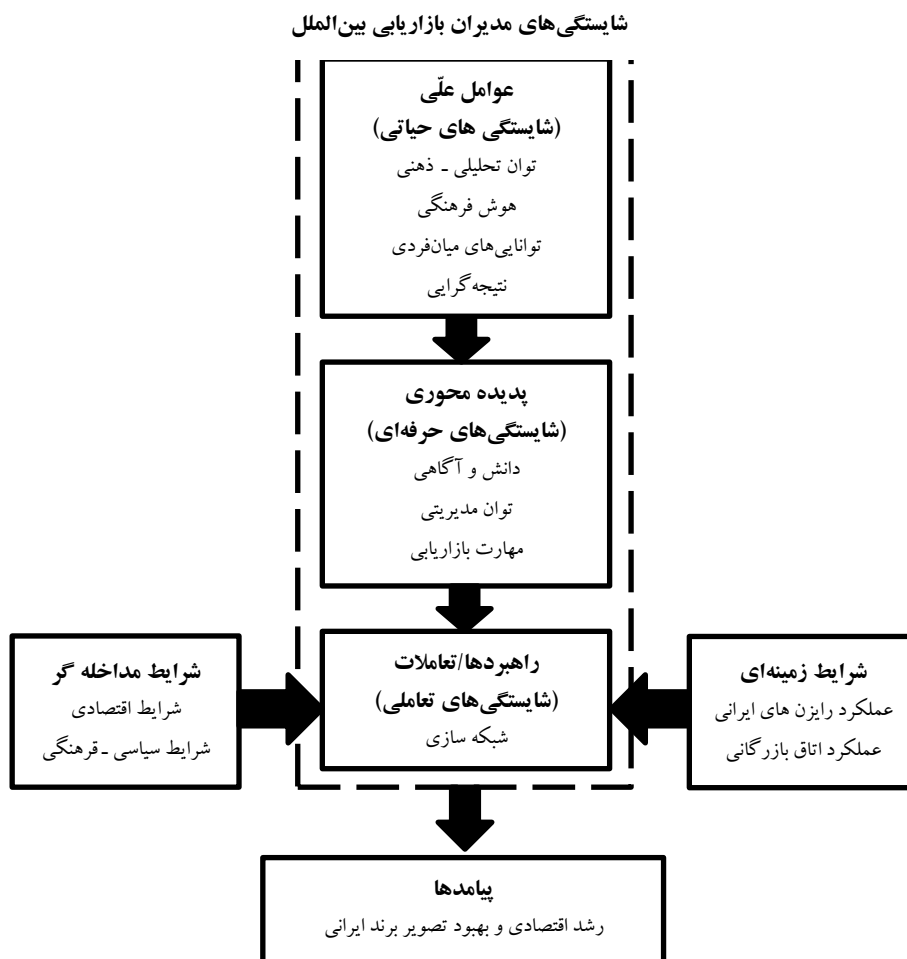 شایستگی‌های مدیران بازاریابی بین‌الملل
عوامل علّی
(شایستگی های حیاتی)
توان تحلیلی ـ ذهنی
هوش فرهنگی
توانایی‌های میان‌فردی
نتیجه‌گرایی
پدیده محوری
(شایستگی‌های حرفه‌ای)
دانش و آگاهی
توان مدیریتی
مهارت بازاریابی
راهبردها/تعاملات
(شایستگی‌های تعاملی)
شبکه سازی
شرایط زمینه‌ای
عملکرد رایزن های ایرانی
عملکرد اتاق بازرگانی
شرایط مداخله گر
شرایط اقتصادی
شرایط سیاسی ـ فرهنگی
پیامدها
رشد اقتصادی و بهبود تصویر برند ایرانی